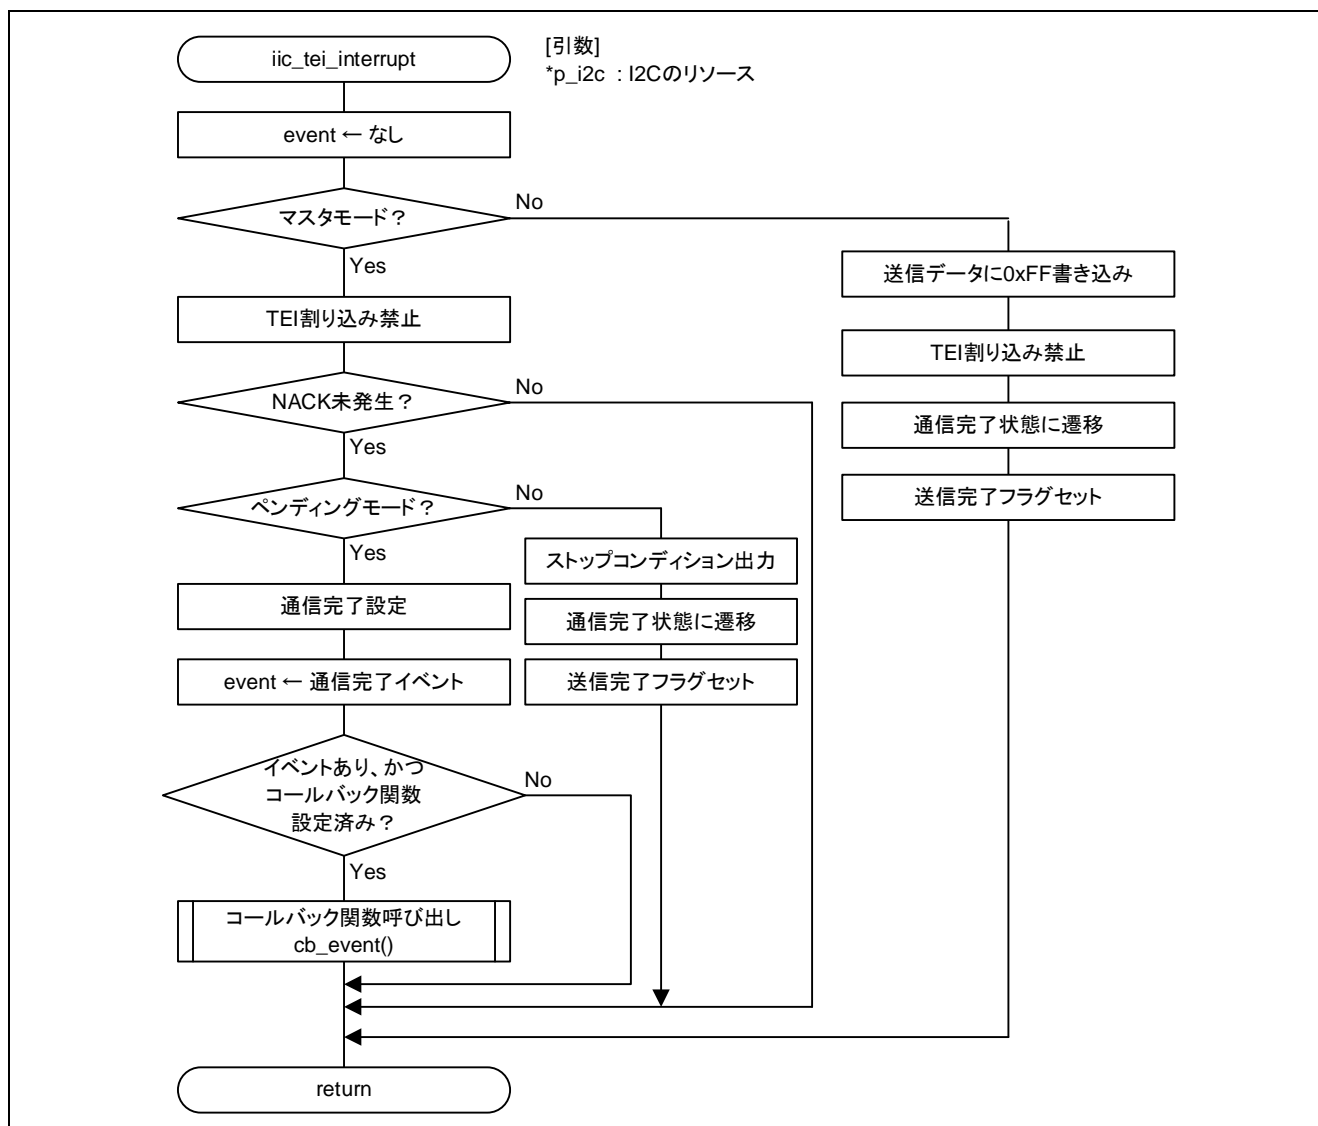 iic_tei_interrupt
[引数]
*p_i2c : I2Cのリソース
event ← なし
マスタモード？
No
Yes
送信データに0xFF書き込み
TEI割り込み禁止
TEI割り込み禁止
NACK未発生？
No
Yes
通信完了状態に遷移
送信完了フラグセット
ペンディングモード？
No
Yes
ストップコンディション出力
通信完了設定
通信完了状態に遷移
event ← 通信完了イベント
送信完了フラグセット
イベントあり、かつ
コールバック関数
設定済み？
No
Yes
コールバック関数呼び出し
cb_event()
return